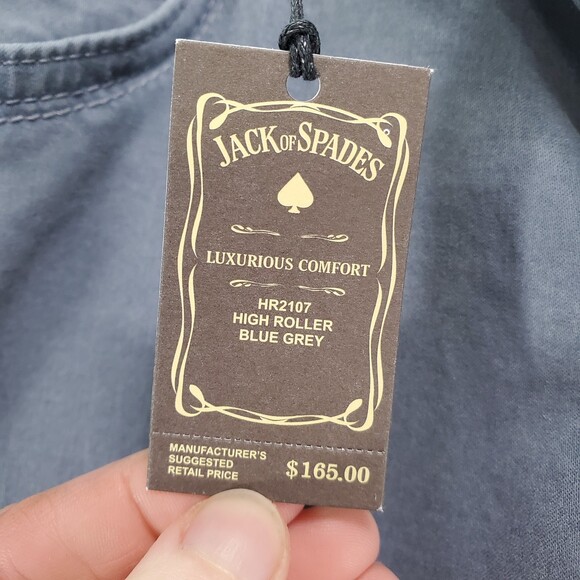 JACK OF SPADES
LUXURIOUS COMFORT
HR2107
HIGH ROLLER
BLUE GREY
MANUFACTURER'S
SUGGESTED
RETAIL PRICE
$165.00